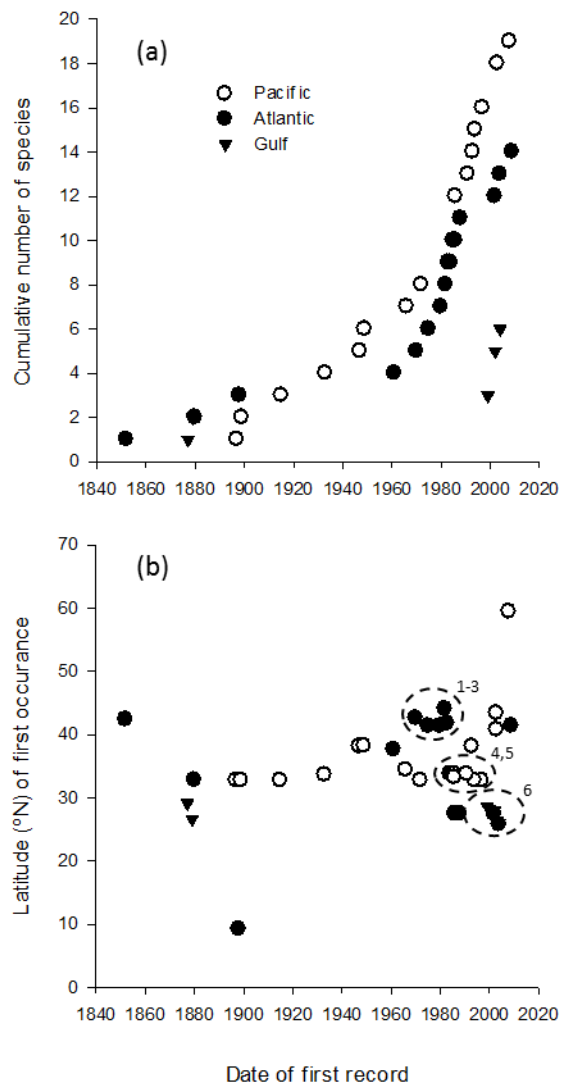 (a)
Pacific
Atlantic
Gulf
Cumulative number of species
20
18
16
14
12
10
8
6
4
2
0
1840 1860 1880 1900 1920 1940 1960 1980 2000 2020
(b)
Latitude (ºN) of first occurance
70
60
50
40
30
20
10
0
1-3
4,5
6
1840 1860 1880 1900 1920 1940 1960 1980 2000 2020
Date of first record